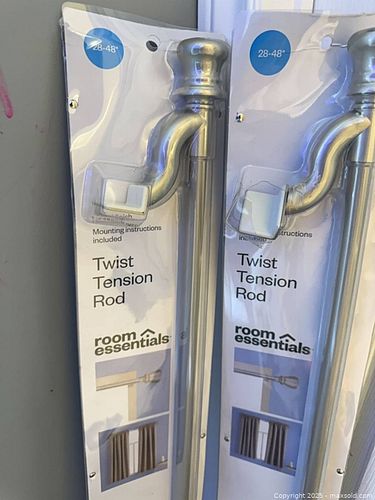 28-48"
Mounting instructions
included
Twist
Tension
Rod
room
essentials
28-48"
structions
Twist
Tension
Rod
room
essentials
Copyright 2025 - maxsold.com